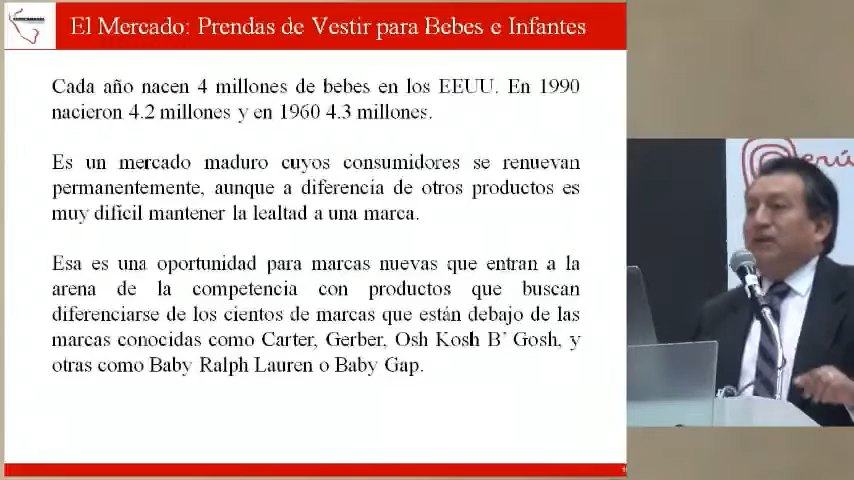 El Mercado: Prendas de Vestir para Bebes e Infantes
Cada año nacen 4 millones de bebes en los EEUU. En 1990
nacieron 4.2 millones y en 1960 4.3 millones.
Es un mercado maduro cuyos consumidores se renuevan
permanentemente, aunque a diferencia de otros productos es
muy difícil mantener la lealtad a una marca.
Esa es una oportunidad para marcas nuevas que entran a la
arena de la competencia con productos que buscan
diferenciarse de los cientos de marcas que están debajo de las
marcas conocidas como Carter, Gerber, Osh Kosh B' Gosh, y
otras como Baby Ralph Lauren o Baby Gap.
Perú